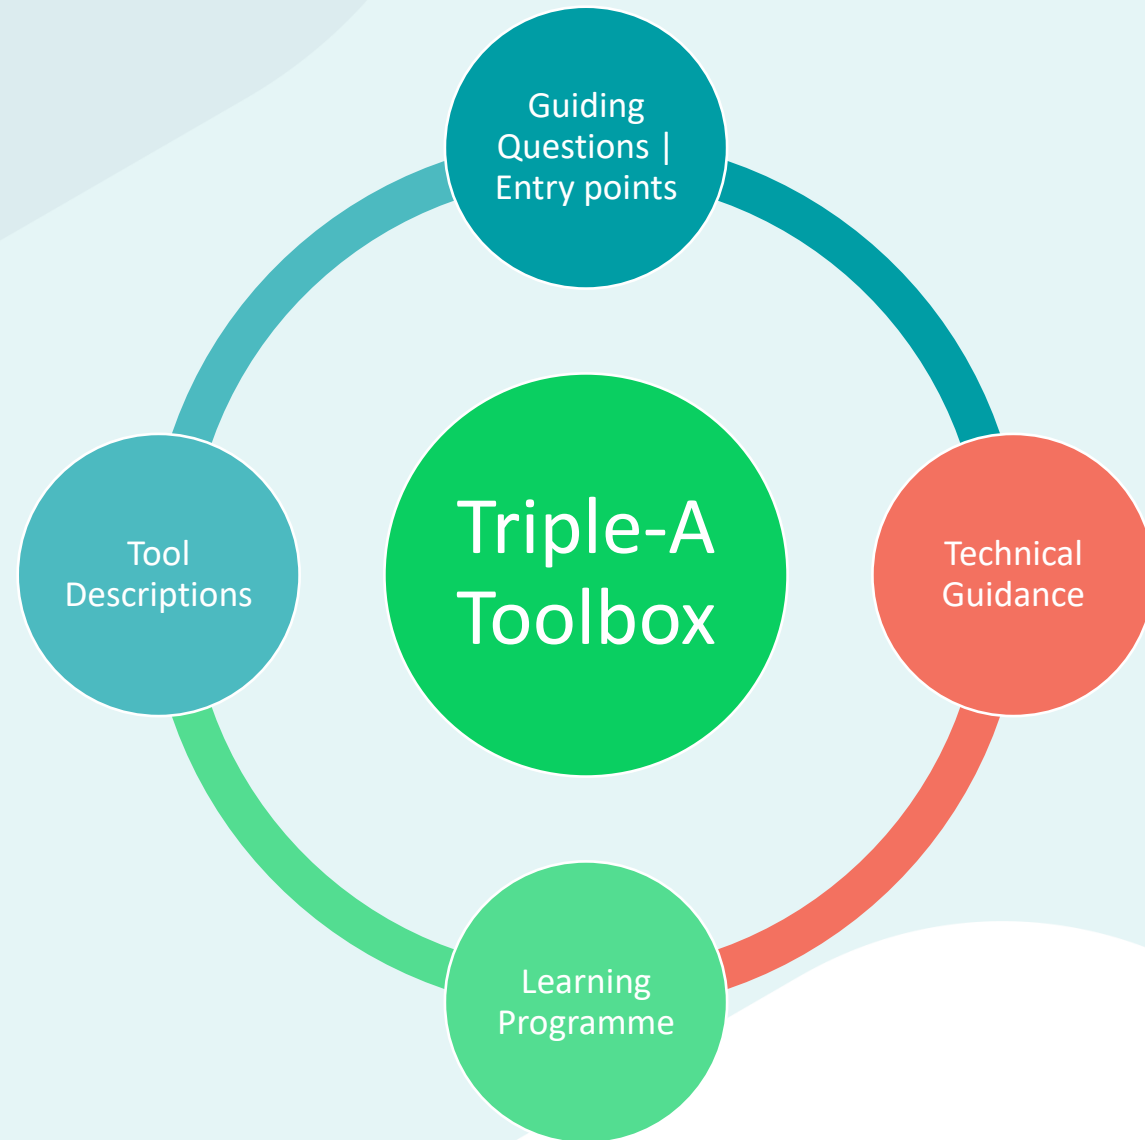 Guiding
Questions |
Entry points
Triple-A
Toolbox
Tool
Descriptions
Technical
Guidance
Learning
Programme